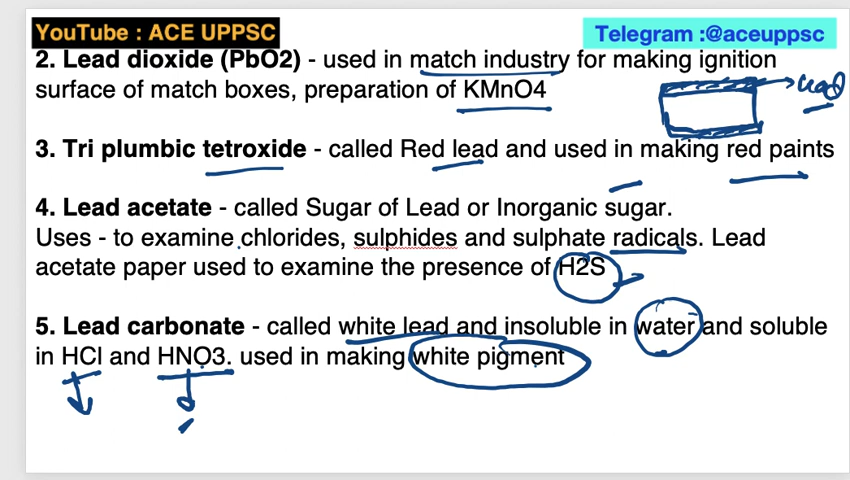 YouTube : ACE UPPSC
Telegram :@aceuppsc
2. Lead dioxide (PbO2) - used in match industry for making ignition
surface of match boxes, preparation of KMnO4
3. Tri plumbic tetroxide - called Red lead and used in making red paints
4. Lead acetate - called Sugar of Lead or Inorganic sugar.
Uses - to examine chlorides, sulphides and sulphate radicals. Lead
acetate paper used to examine the presence of H2S
5. Lead carbonate - called white lead and insoluble in water and soluble
in HCl and HNO3. used in making white pigment